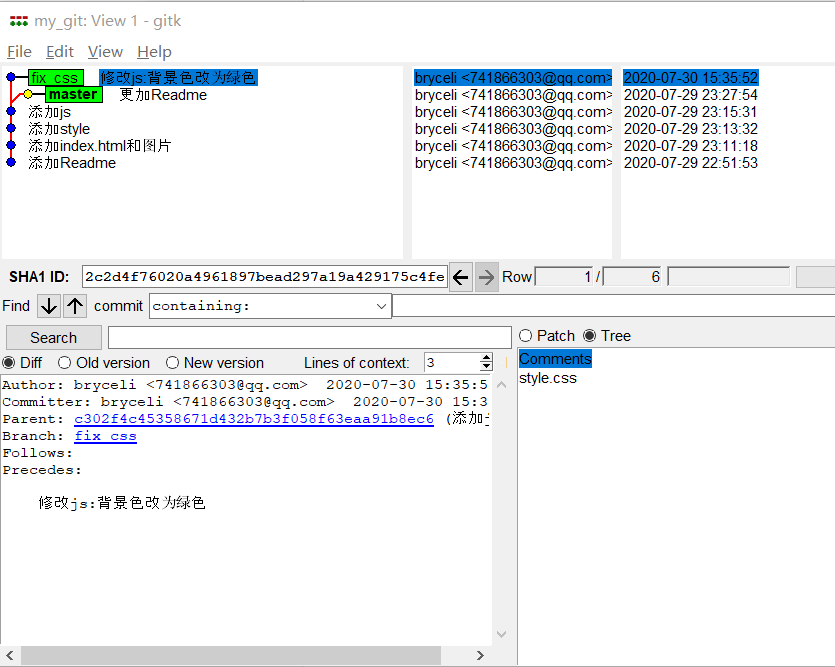 my_git: View 1 - gitk
File Edit View Help
fix_css 修改js:背景色改为绿色 bryceli <741866303@qq.com> 2020-07-30 15:35:52
master 更加Readme bryceli <741866303@qq.com> 2020-07-29 23:27:54
添加js bryceli <741866303@qq.com> 2020-07-29 23:15:31
添加style bryceli <741866303@qq.com> 2020-07-29 23:13:32
添加index.html和图片 bryceli <741866303@qq.com> 2020-07-29 23:11:18
添加Readme bryceli <741866303@qq.com> 2020-07-29 22:51:53
SHA1 ID: 2c2d4f76020a4961897bead297a19a429175c4fe Row 1 / 6
Find commit containing:
Search
Patch Tree
Diff Old version New version Lines of context: 3
Comments
style.css
Author: bryceli <741866303@qq.com> 2020-07-30 15:35:5
Committer: bryceli <741866303@qq.com> 2020-07-30 15:3
Parent: c302f4c45358671d432b7b3f058f63eaa91b8ec6 (添加
Branch: fix_css
Follows:
Precedes:
修改js:背景色改为绿色